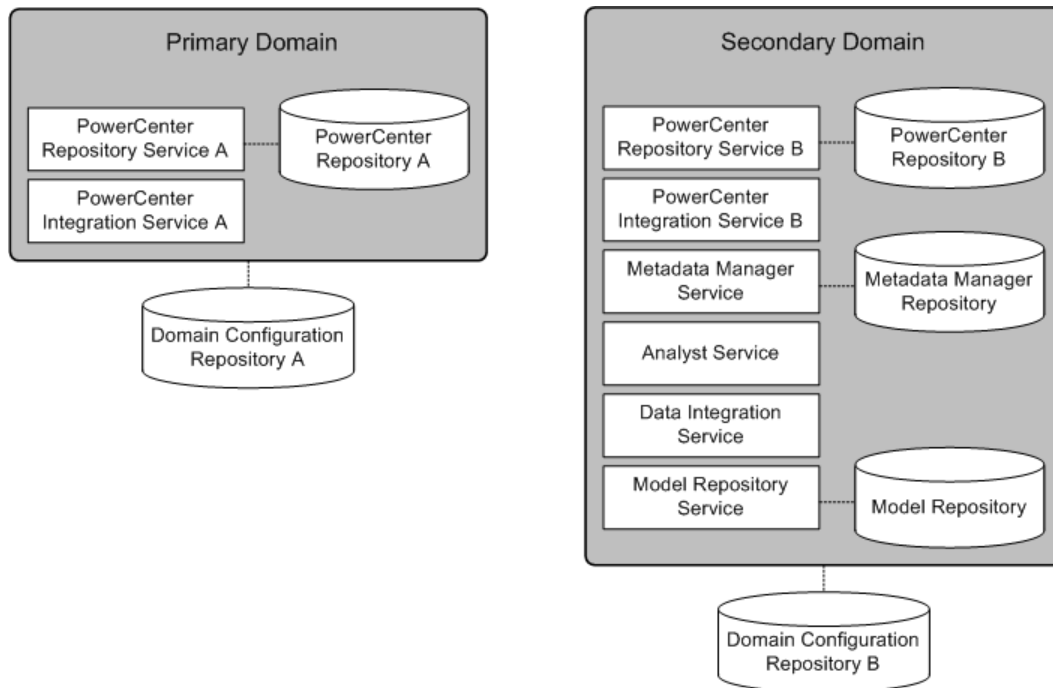 Primary Domain
PowerCenter
Repository Service A
PowerCenter
Repository A
PowerCenter
Integration Service A
Domain Configuration
Repository A
Secondary Domain
PowerCenter
Repository Service B
PowerCenter
Repository B
PowerCenter
Integration Service B
Metadata Manager
Service
Metadata Manager
Repository
Analyst Service
Data Integration
Service
Model Repository
Service
Model Repository
Domain Configuration
Repository B